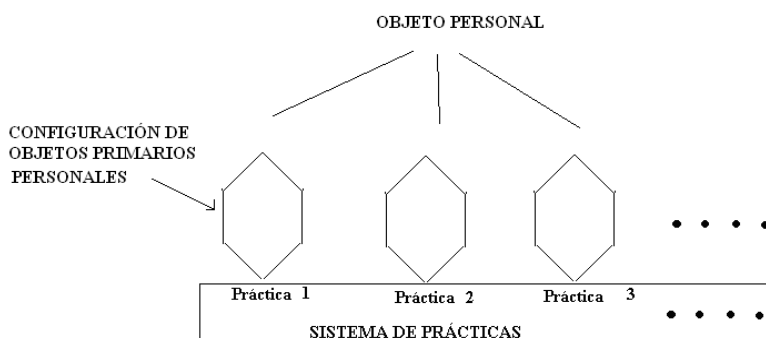 OBJETO PERSONAL
CONFIGURACIÓN DE
OBJETOS PRIMARIOS
PERSONALES
Práctica 1
Práctica 2
Práctica 3
SISTEMA DE PRÁCTICAS